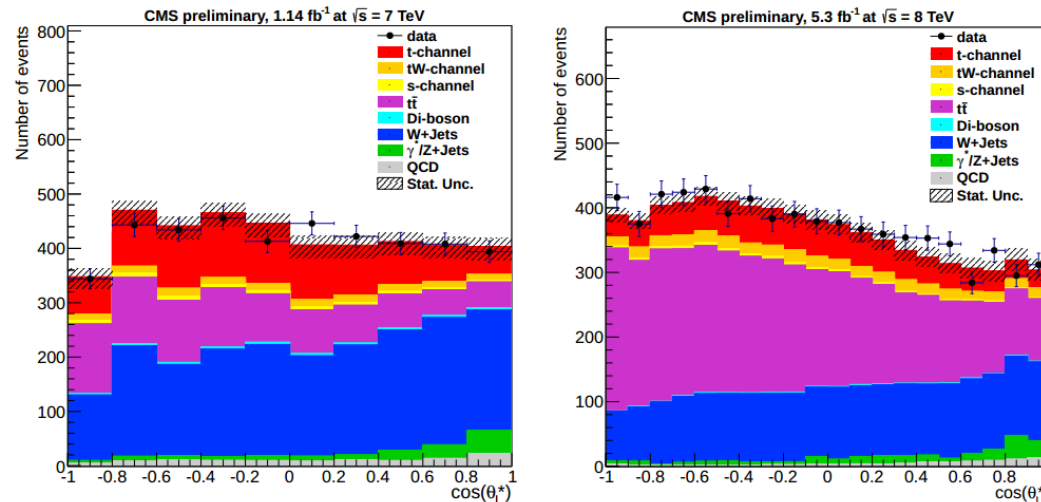 CMS preliminary, 1.14 fb⁻¹ at √s = 7 TeV
Number of events
800
700
600
500
400
300
200
100
0
data
t-channel
tW-channel
s-channel
tt̄
Di-boson
W+Jets
γ*/Z+Jets
QCD
Stat. Unc.
-1 -0.8 -0.6 -0.4 -0.2 0 0.2 0.4 0.6 0.8 1
cos(θₗ*)
CMS preliminary, 5.3 fb⁻¹ at √s = 8 TeV
Number of events
600
400
200
0
data
t-channel
tW-channel
s-channel
tt̄
Di-boson
W+Jets
γ*/Z+Jets
QCD
Stat. Unc.
-1 -0.8 -0.6 -0.4 -0.2 0 0.2 0.4 0.6 0.8
cos(θ*